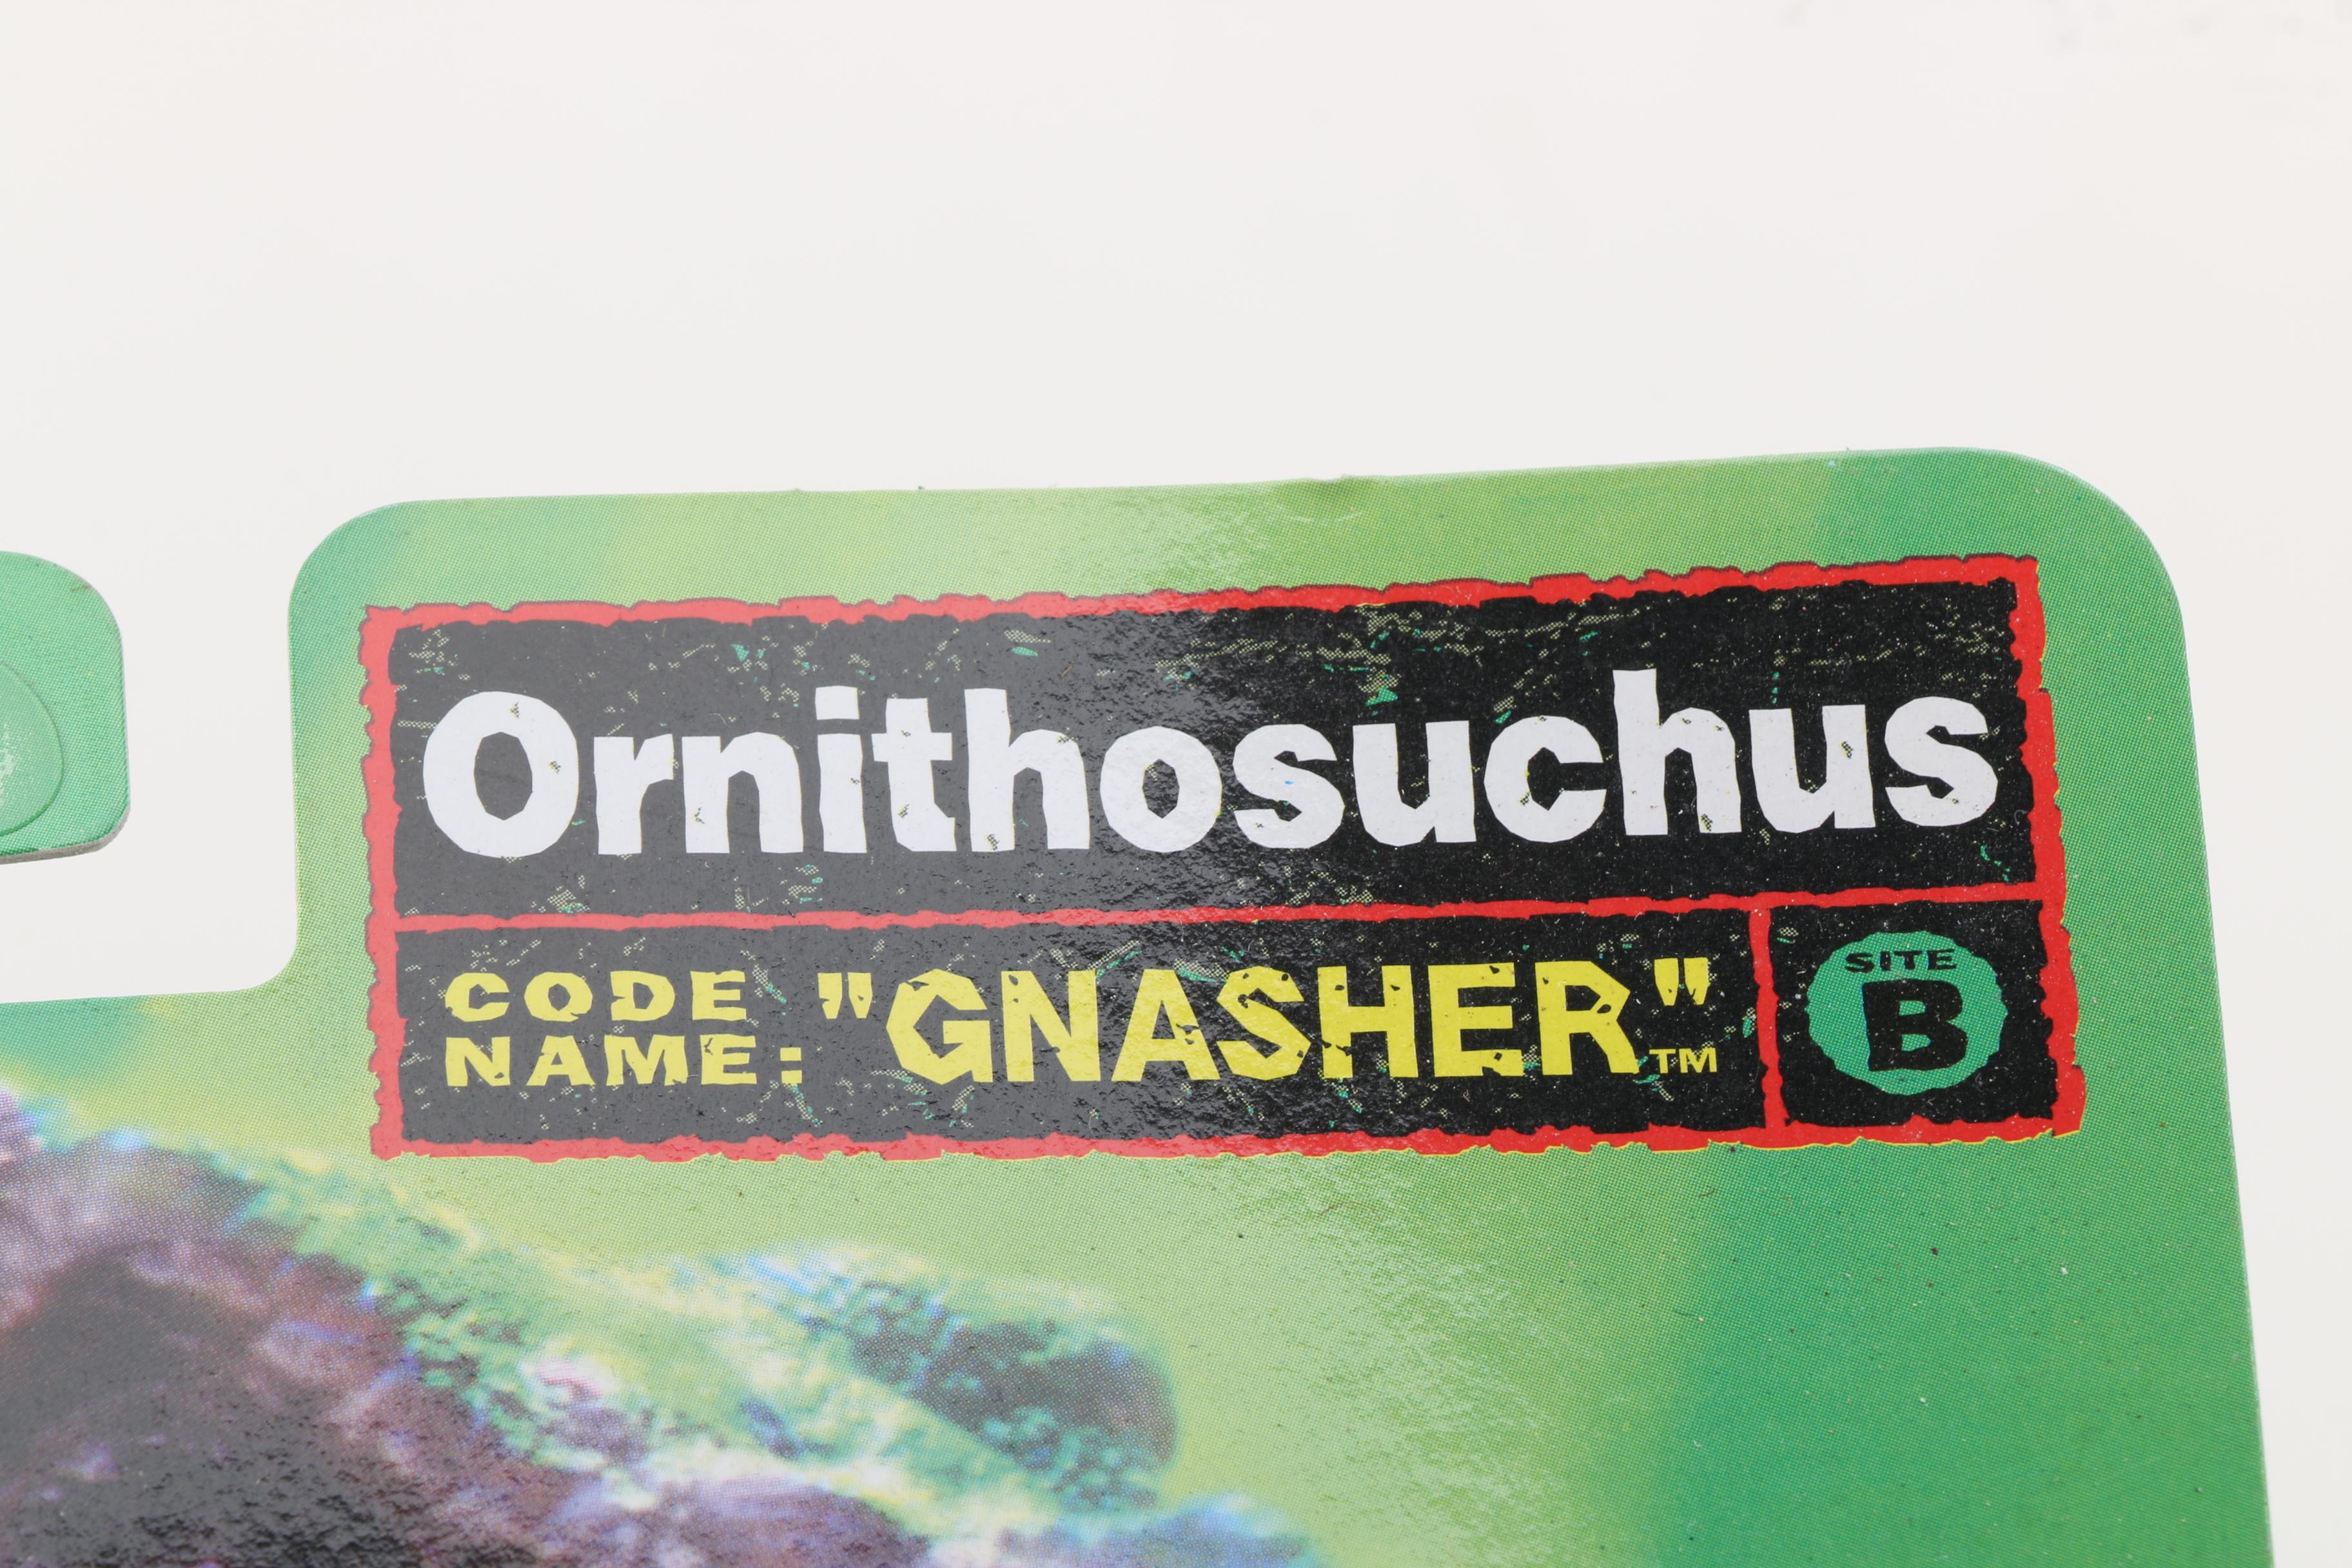 Ornithosuchus
CODE NAME: "GNASHER"™
SITE B